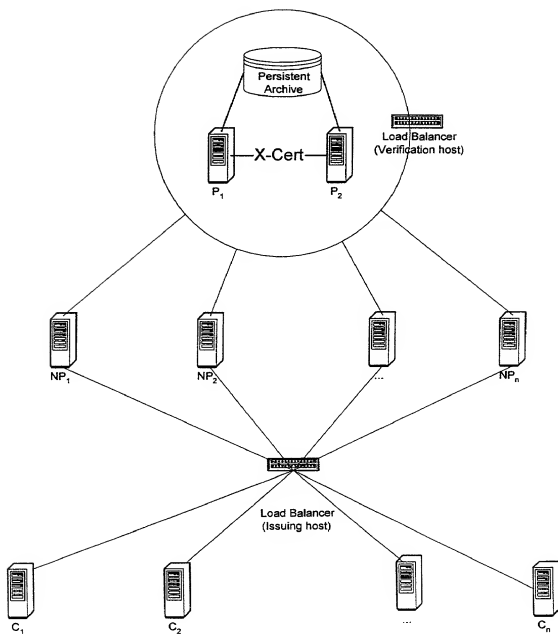 Persistent
Archive
X-Cert
Load Balancer
(Verification host)
P1
P2
NP1
NP2
...
NPn
Load Balancer
(Issuing host)
C1
C2
...
Cn